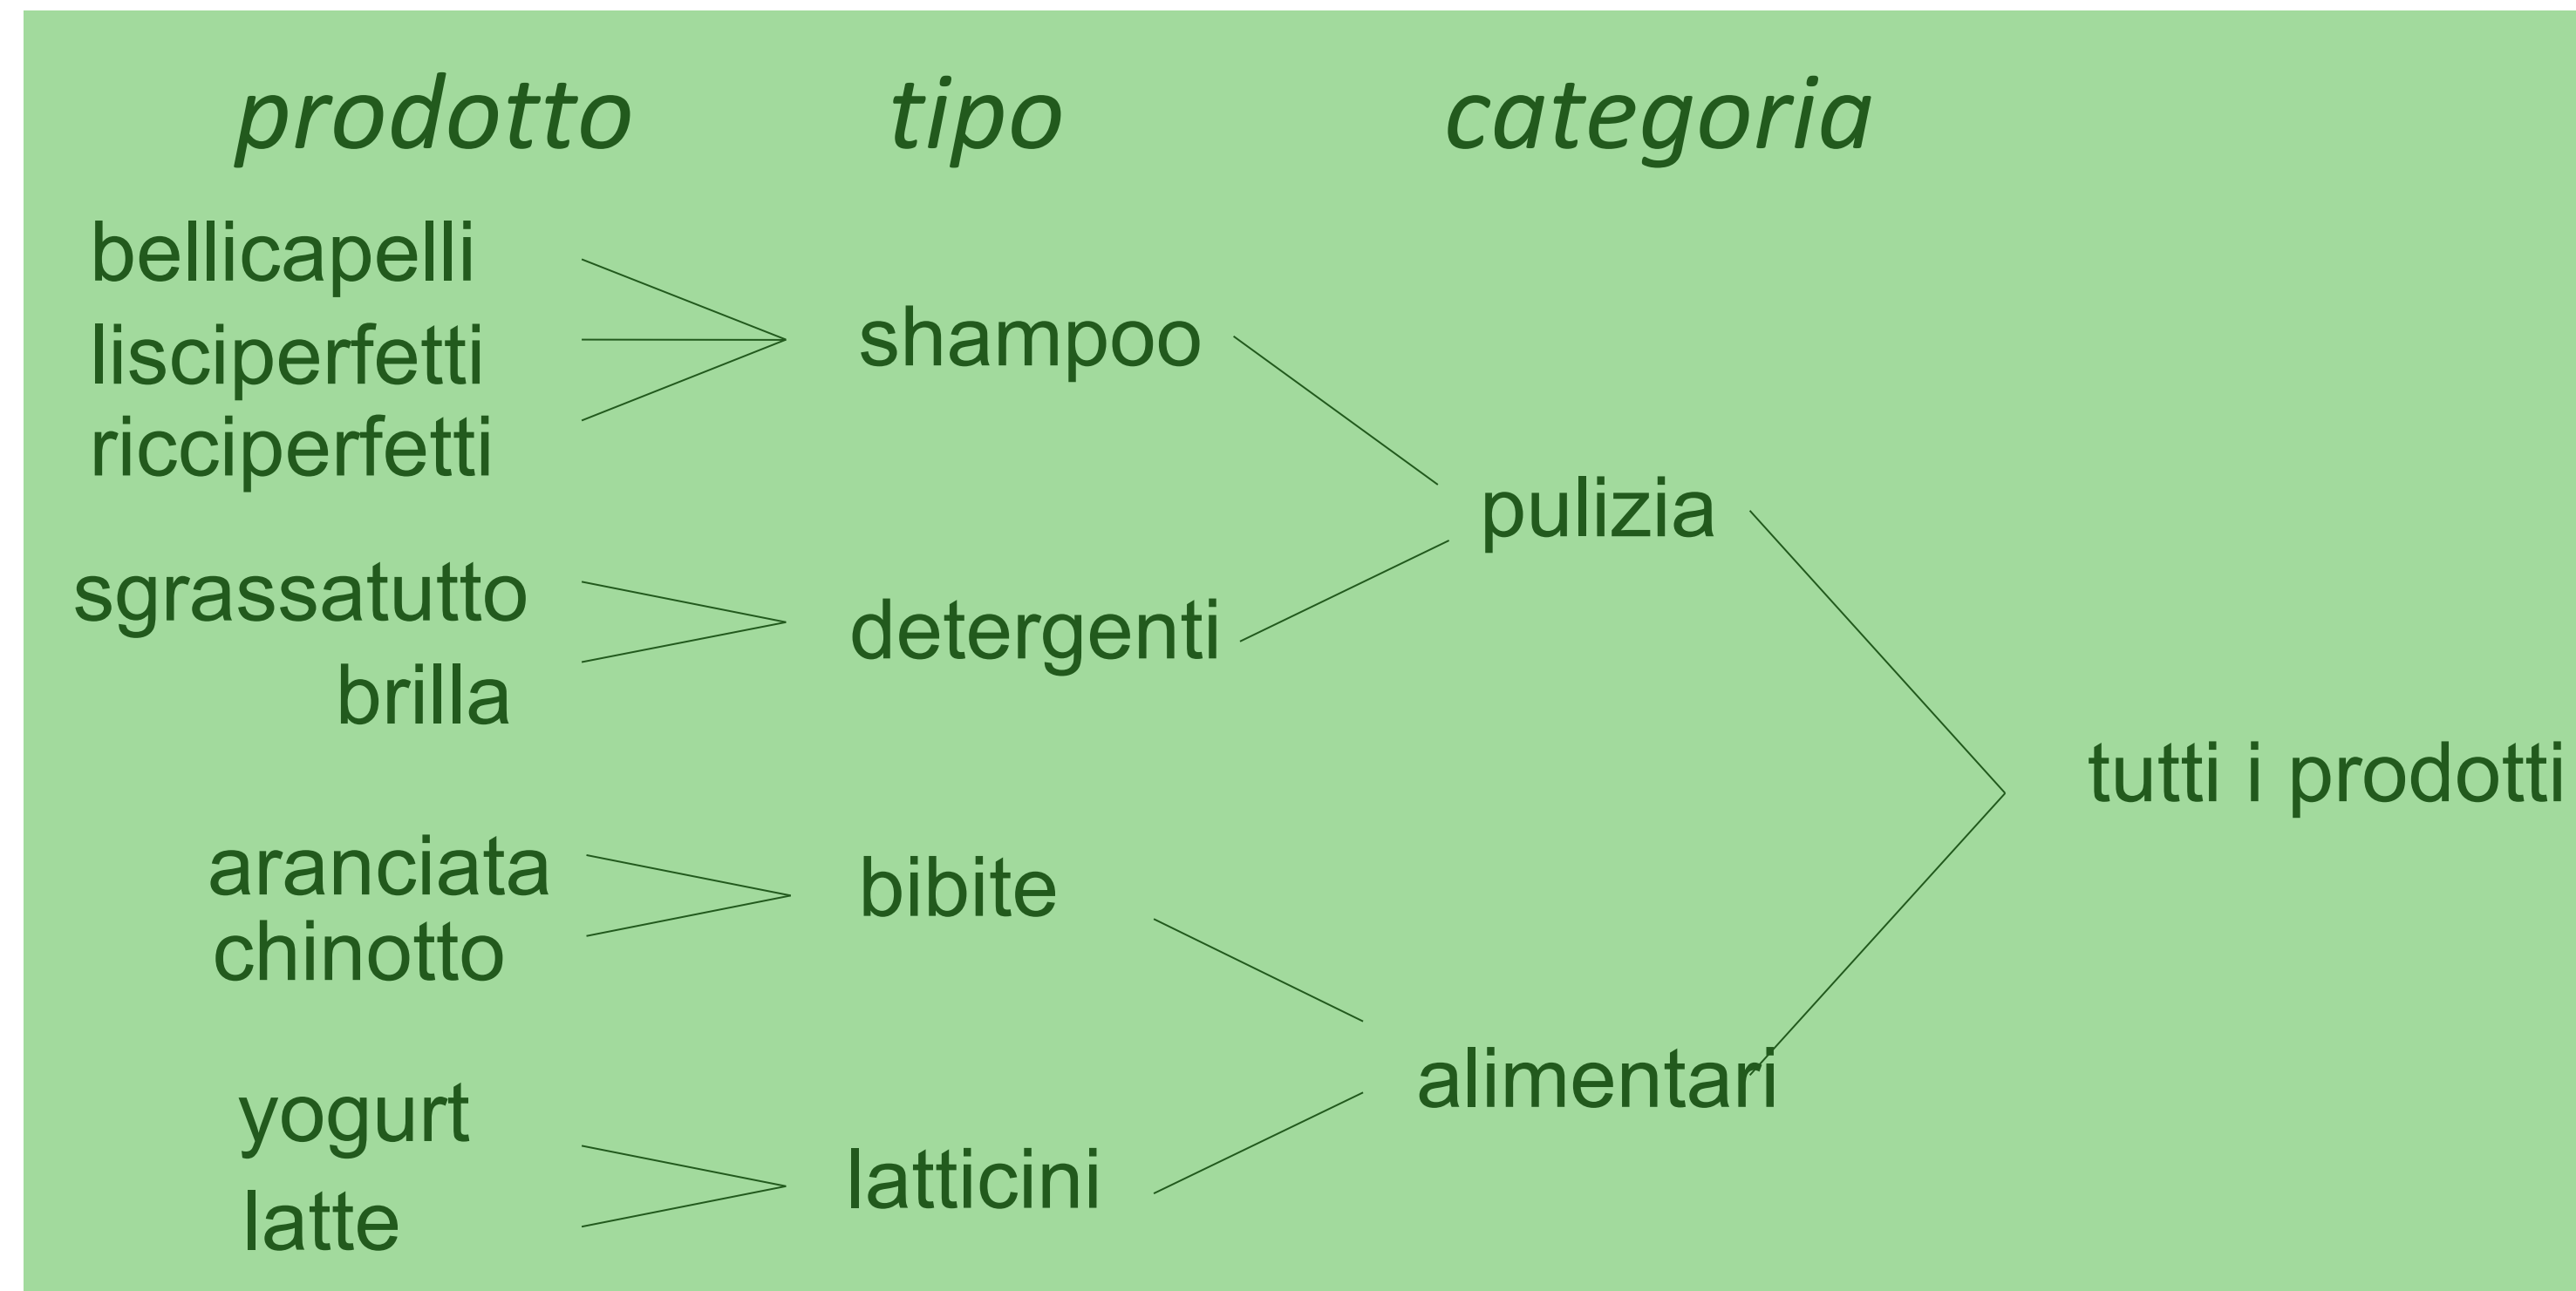 prodotto tipo categoria
bellicapelli
lisciperfetti
ricciperfetti
shampoo
sgrassatutto
brilla
detergenti
pulizia
aranciata
chinotto
bibite
yogurt
latte
latticini
alimentari
tutti i prodotti